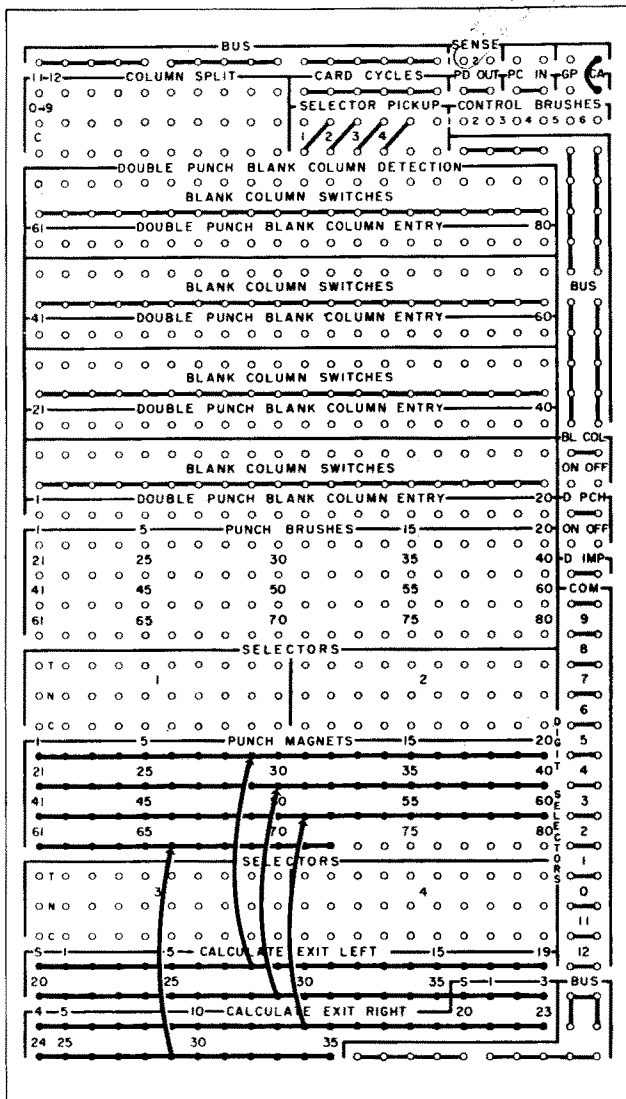 BUS SENSE
2
11-12 COLUMN SPLIT CARD CYCLES PD OUT PC IN GP CA
0-9 SELECTOR PICKUP CONTROL BRUSHES
C 1 2 3 4 2 3 4 5 6
DOUBLE PUNCH BLANK COLUMN DETECTION
BLANK COLUMN SWITCHES
61 DOUBLE PUNCH BLANK COLUMN ENTRY 80
BLANK COLUMN SWITCHES BUS
41 DOUBLE PUNCH BLANK COLUMN ENTRY 60
BLANK COLUMN SWITCHES
21 DOUBLE PUNCH BLANK COLUMN ENTRY 40
BL COL
BLANK COLUMN SWITCHES ON OFF
1 DOUBLE PUNCH BLANK COLUMN ENTRY 20 D PCH
1 5 PUNCH BRUSHES 15 20 ON OFF
21 25 30 35 40 D IMP
41 45 50 55 60 COM
61 65 70 75 80 9
SELECTORS 8
T 1 2 7
N 6
C
1 5 PUNCH MAGNETS 15 20 5
21 25 30 35 40 4
41 45 50 55 60 3
61 65 70 75 80 2
DIGIT SELECTORS
SELECTORS 1
T 3 4 0
N 11
C
S 1 5 CALCULATE EXIT LEFT 15 19 12
20 25 30 35 S 1 3 BUS
4 5 10 CALCULATE EXIT RIGHT 20 23
24 25 30 35